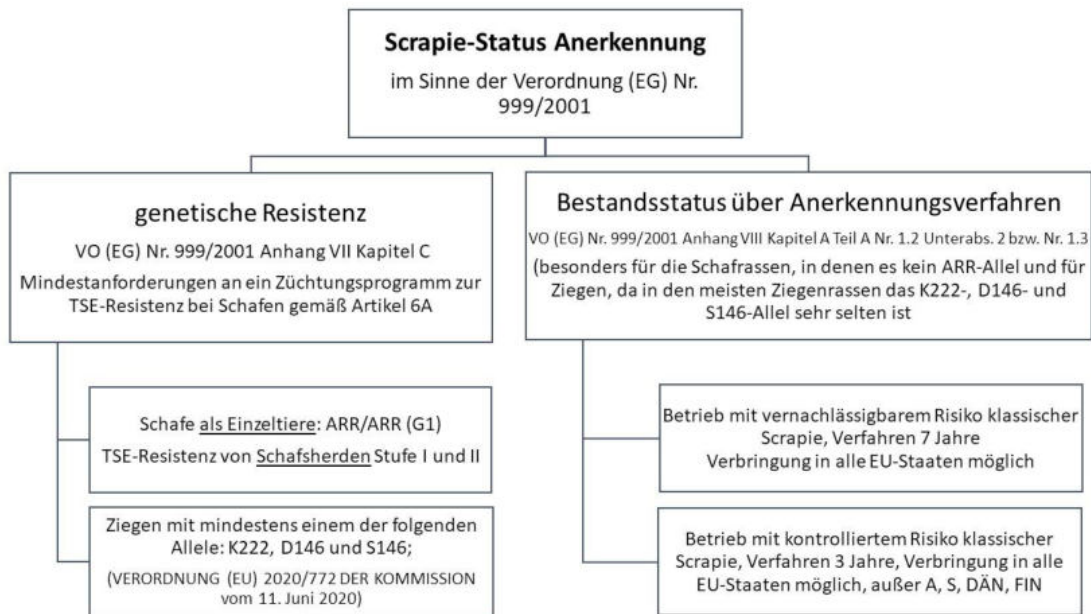 Scrapie-Status Anerkennung
im Sinne der Verordnung (EG) Nr.
999/2001
genetische Resistenz
VO (EG) Nr. 999/2001 Anhang VII Kapitel C
Mindestanforderungen an ein Züchtungsprogramm zur
TSE-Resistenz bei Schafen gemäß Artikel 6A
Schafe als Einzeltiere: ARR/ARR (G1)
TSE-Resistenz von Schafsherden Stufe I und II
Ziegen mit mindestens einem der folgenden
Allele: K222, D146 und S146;
(VERORDNUNG (EU) 2020/772 DER KOMMISSION
vom 11. Juni 2020)
Bestandsstatus über Anerkennungsverfahren
VO (EG) Nr. 999/2001 Anhang VIII Kapitel A Teil A Nr. 1.2 Unterabs. 2 bzw. Nr. 1.3
(besonders für die Schafrassen, in denen es kein ARR-Allel und für
Ziegen, da in den meisten Ziegenrassen das K222-, D146- und
S146-Allel sehr selten ist
Betrieb mit vernachlässigbarem Risiko klassischer
Scrapie, Verfahren 7 Jahre
Verbringung in alle EU-Staaten möglich
Betrieb mit kontrolliertem Risiko klassischer
Scrapie, Verfahren 3 Jahre, Verbringung in alle
EU-Staaten möglich, außer A, S, DÄN, FIN